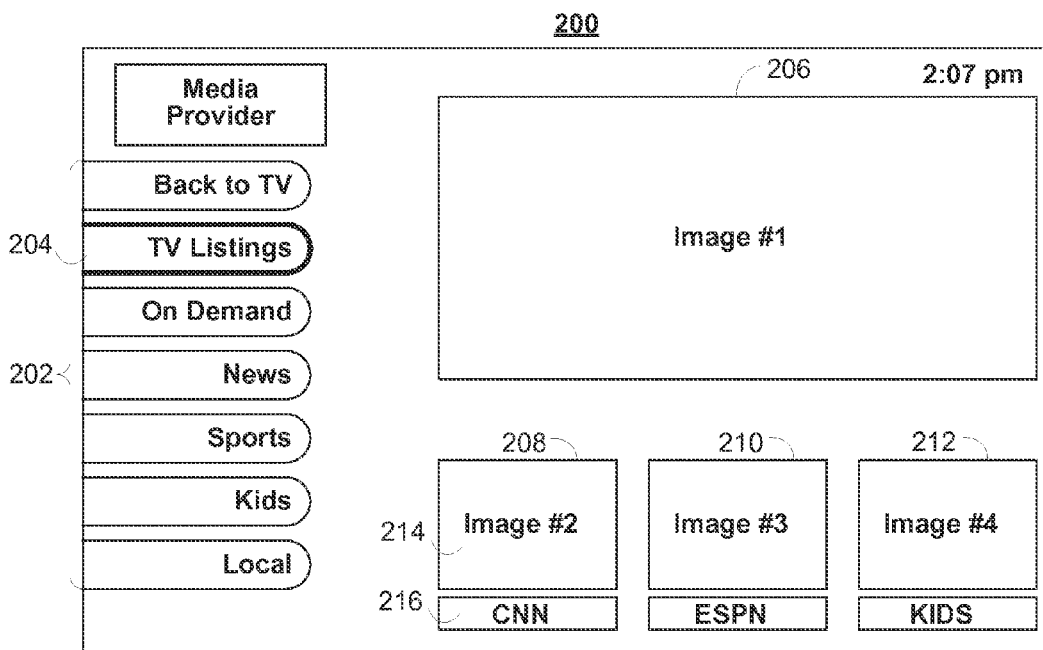 200
206
2:07 pm
Media
Provider
Back to TV
204
TV Listings
Image #1
On Demand
202
News
Sports
208
210
212
Kids
214
Image #2
Image #3
Image #4
Local
216
CNN
ESPN
KIDS